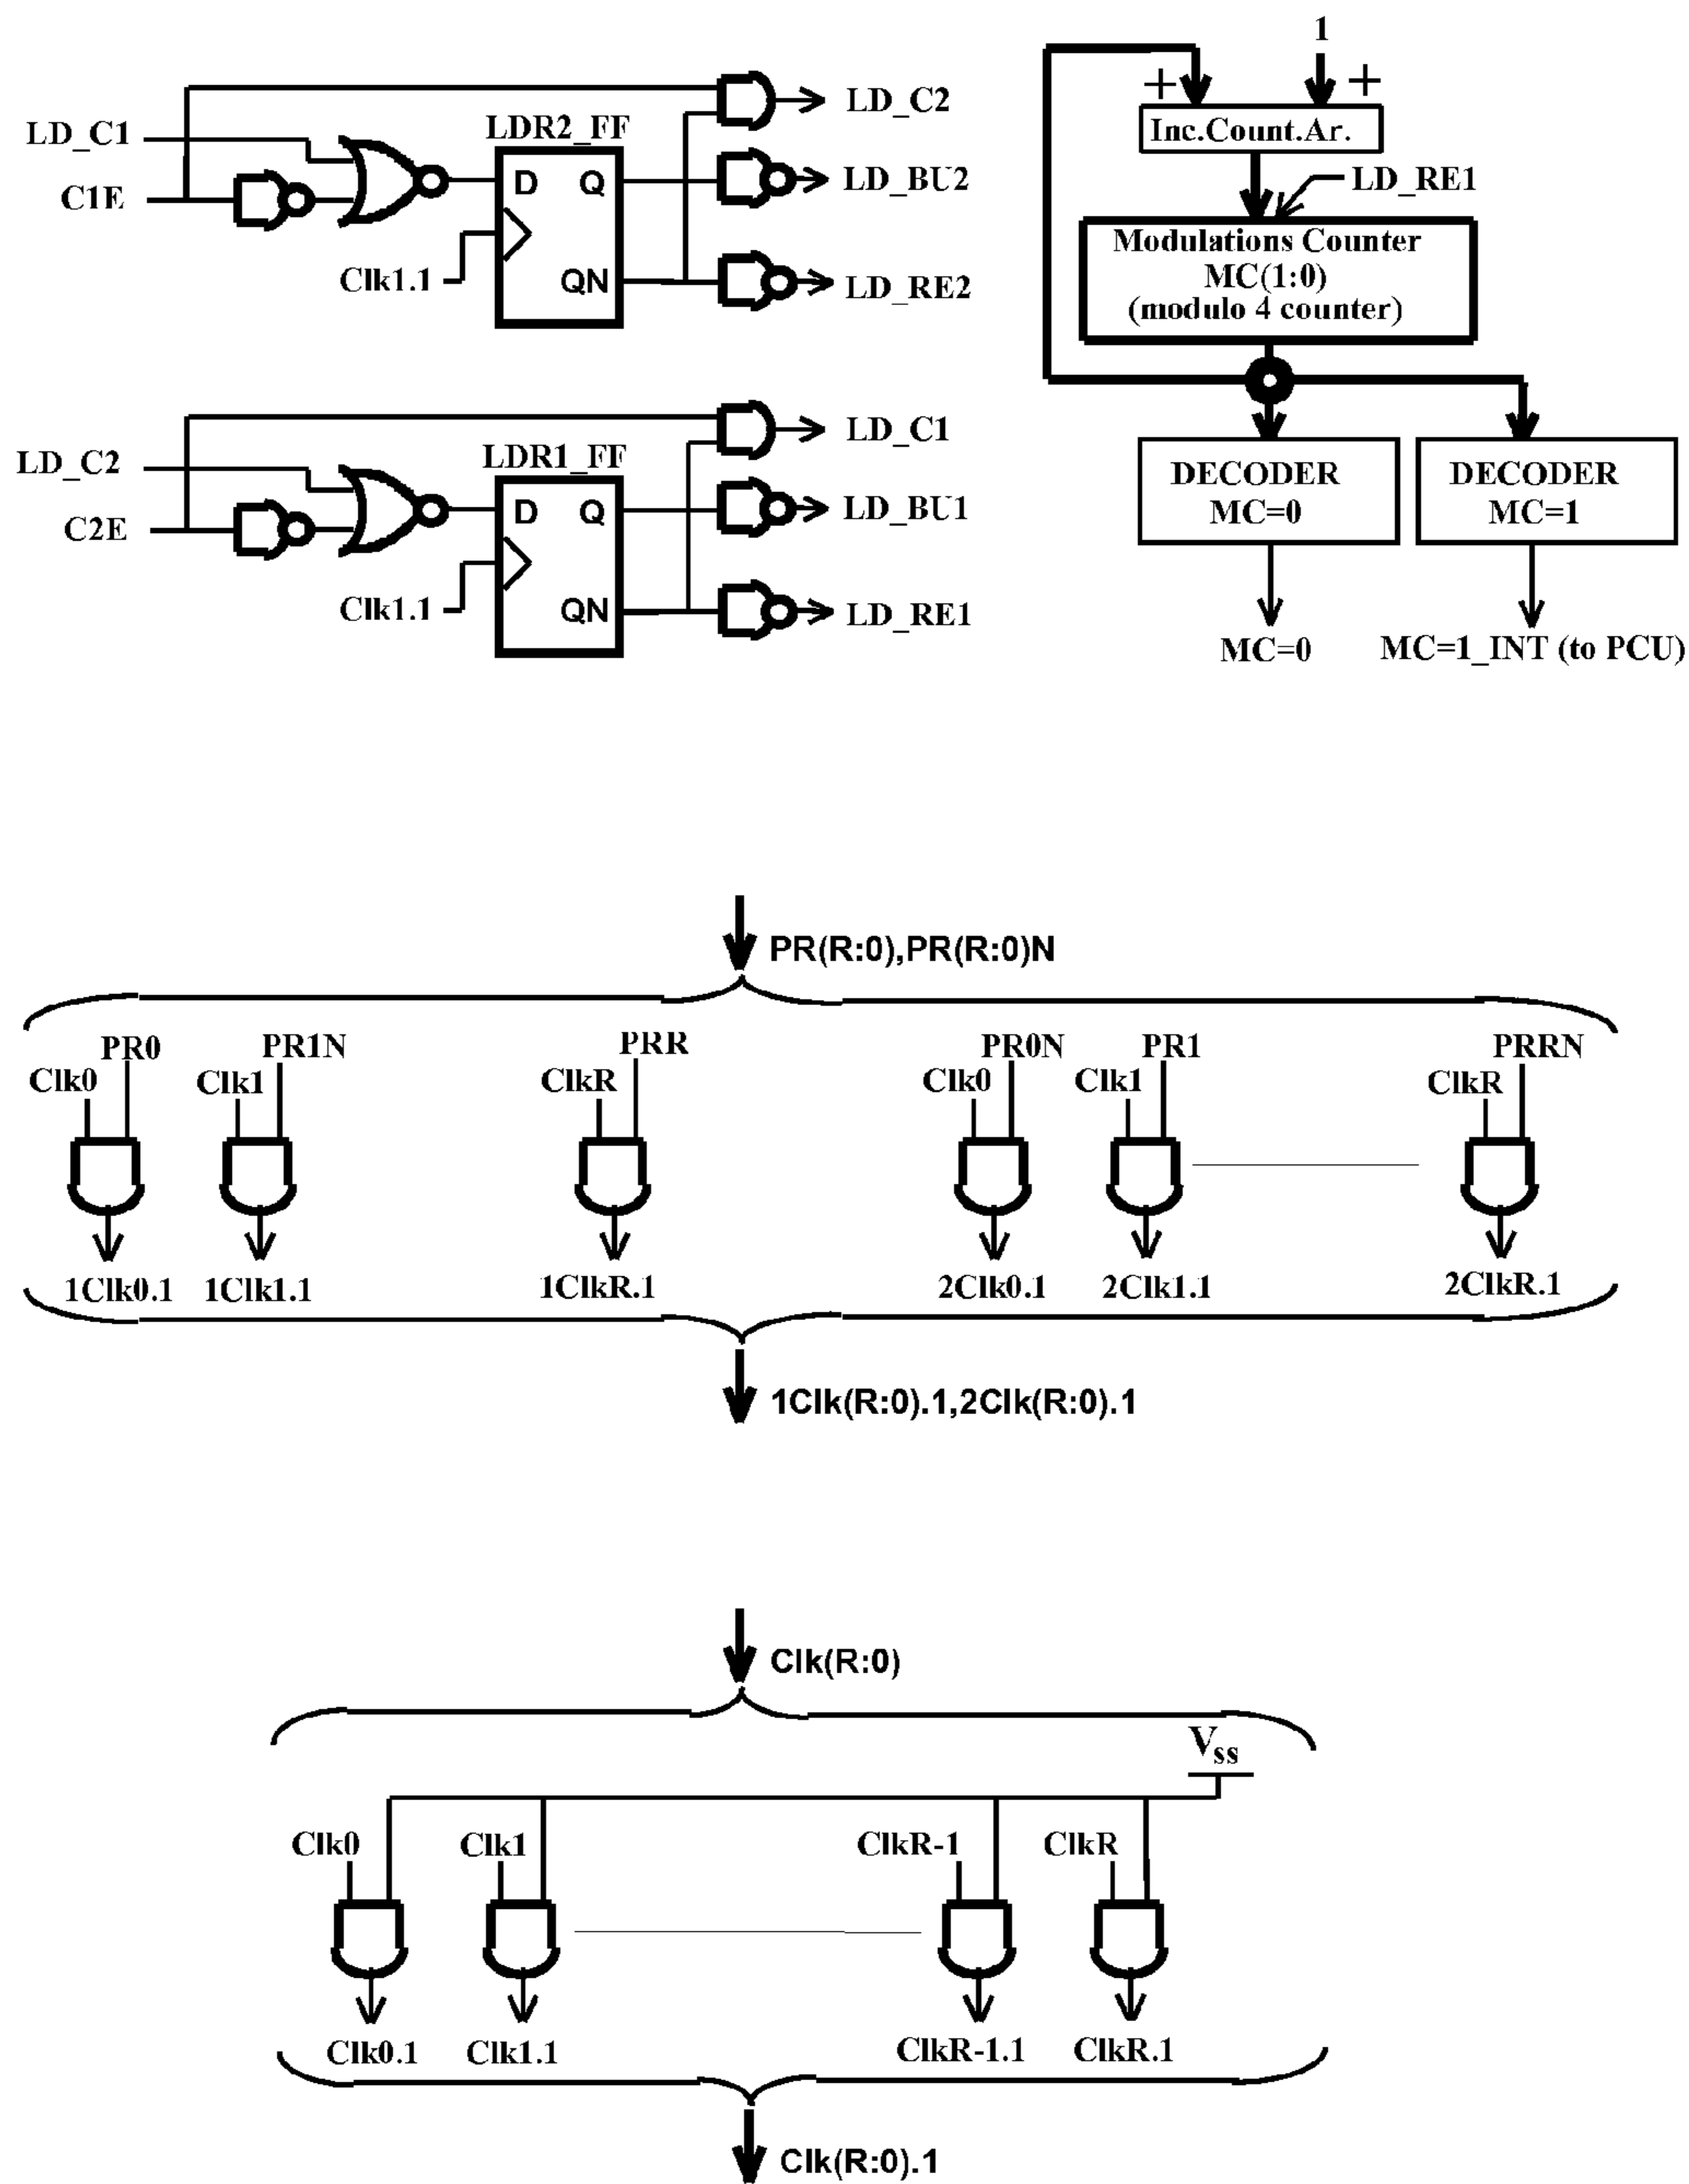 LD_C1
C1E
LDR2_FF
D Q
QN
Clk1.1
LD_C2
LD_BU2
LD_RE2
LD_C2
C2E
LDR1_FF
D Q
QN
Clk1.1
LD_C1
LD_BU1
LD_RE1
1
+ +
Inc.Count.Ar.
LD_RE1
Modulations Counter
MC(1:0)
(modulo 4 counter)
DECODER
MC=0
DECODER
MC=1
MC=0
MC=1_INT (to PCU)
PR(R:0),PR(R:0)N
PR0 PR1N PRR PR0N PR1 PRRN
Clk0 Clk1 ClkR Clk0 Clk1 ClkR
1Clk0.1 1Clk1.1 1ClkR.1 2Clk0.1 2Clk1.1 2ClkR.1
1Clk(R:0).1,2Clk(R:0).1
Clk(R:0)
Vss
Clk0 Clk1 ClkR-1 ClkR
Clk0.1 Clk1.1 ClkR-1.1 ClkR.1
Clk(R:0).1